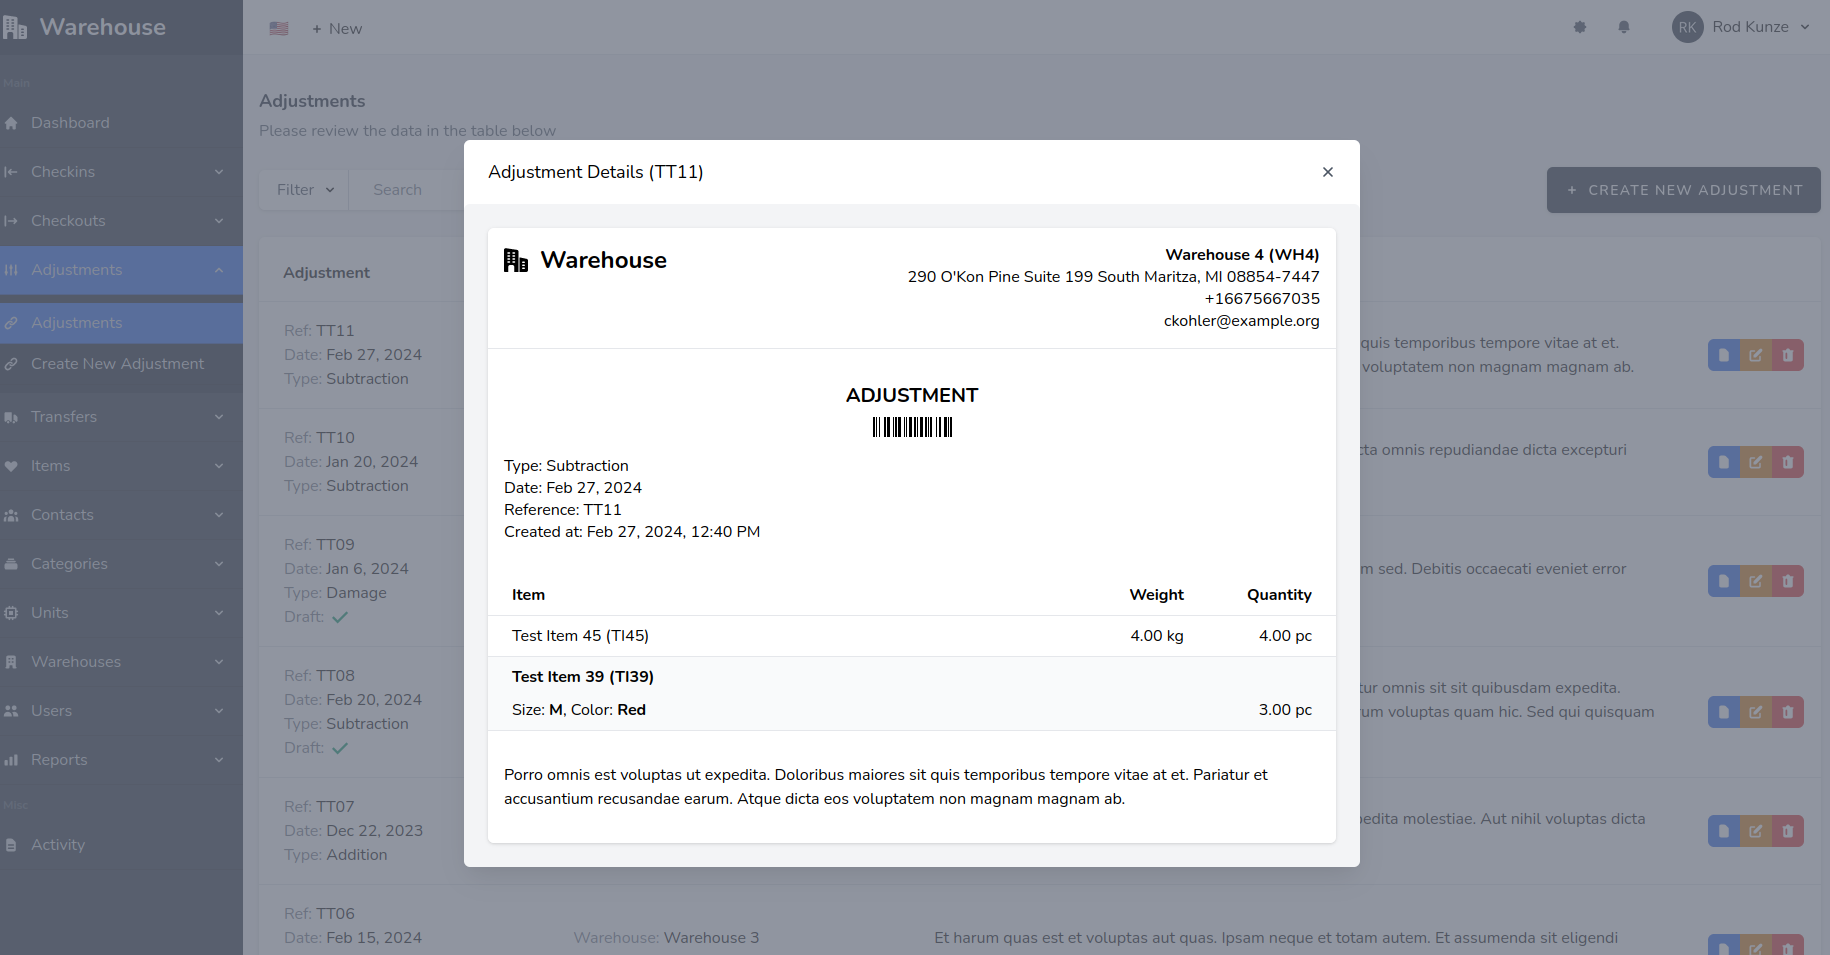 Warehouse
+ New
RK Rod Kunze
Main
Dashboard
Checkins
Checkouts
Adjustments
Adjustments
Create New Adjustment
Transfers
Items
Contacts
Categories
Units
Warehouses
Users
Reports
Misc
Activity
Adjustments
Please review the data in the table below
Filter
Search
+ CREATE NEW ADJUSTMENT
Adjustment
Ref: TT11
Date: Feb 27, 2024
Type: Subtraction
quis temporibus tempore vitae at et.
voluptatem non magnam magnam ab.
Ref: TT10
Date: Jan 20, 2024
Type: Subtraction
cta omnis repudiandae dicta excepturi
Ref: TT09
Date: Jan 6, 2024
Type: Damage
Draft:
m sed. Debitis occaecati eveniet error
Ref: TT08
Date: Feb 20, 2024
Type: Subtraction
Draft:
tur omnis sit sit quibusdam expedita.
rum voluptas quam hic. Sed qui quisquam
Ref: TT07
Date: Dec 22, 2023
Type: Addition
pedita molestiae. Aut nihil voluptas dicta
Ref: TT06
Date: Feb 15, 2024
Warehouse: Warehouse 3
Et harum quas est et voluptas aut quas. Ipsam neque et totam autem. Et assumenda sit eligendi
Adjustment Details (TT11)
Warehouse
Warehouse 4 (WH4)
290 O'Kon Pine Suite 199 South Maritza, MI 08854-7447
+16675667035
ckohler@example.org
ADJUSTMENT
Type: Subtraction
Date: Feb 27, 2024
Reference: TT11
Created at: Feb 27, 2024, 12:40 PM
Item Weight Quantity
Test Item 45 (TI45) 4.00 kg 4.00 pc
Test Item 39 (TI39)
Size: M, Color: Red 3.00 pc
Porro omnis est voluptas ut expedita. Doloribus maiores sit quis temporibus tempore vitae at et. Pariatur et
accusantium recusandae earum. Atque dicta eos voluptatem non magnam magnam ab.